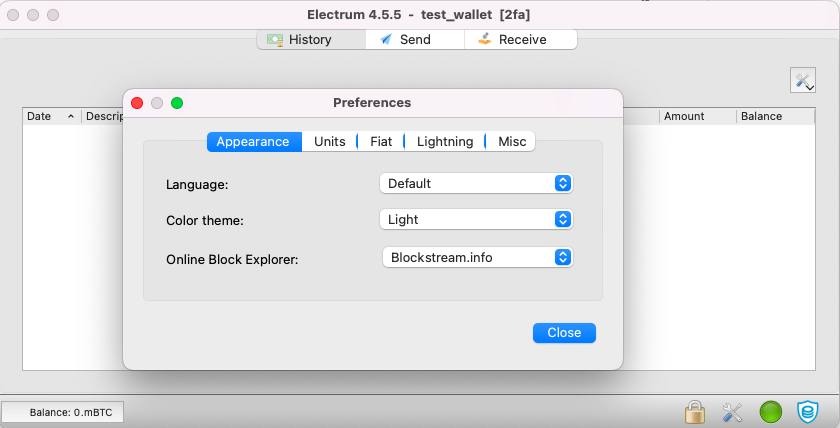 Electrum 4.5.5 - test_wallet [2fa]
History Send Receive
Preferences
Date Descrip Amount Balance
Appearance Units Fiat Lightning Misc
Language: Default
Color theme: Light
Online Block Explorer: Blockstream.info
Close
Balance: 0.mBTC